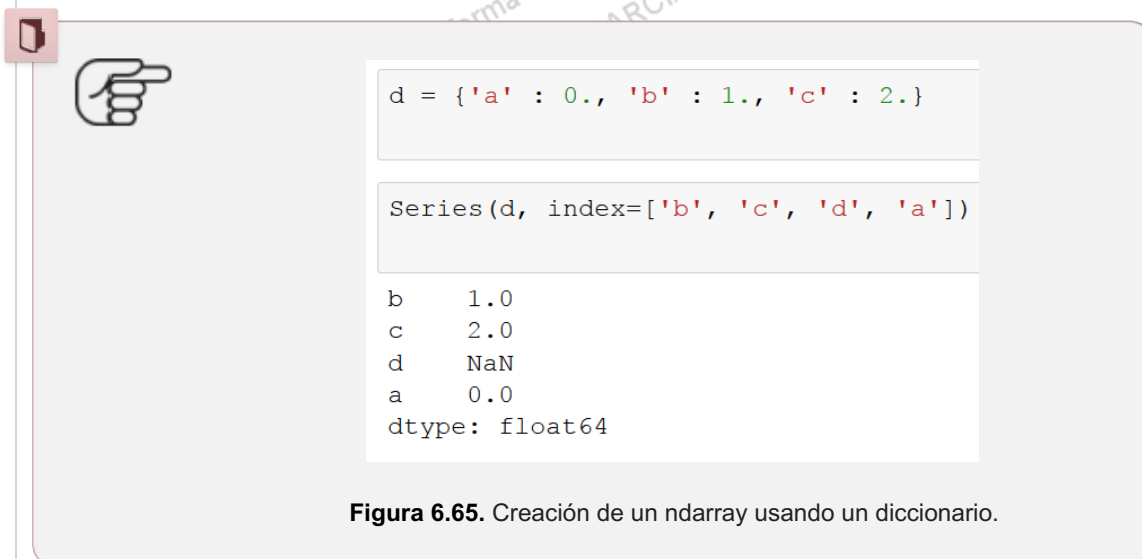 d = {'a' : 0., 'b' : 1., 'c' : 2.}
Series(d, index=['b', 'c', 'd', 'a'])
b 1.0
c 2.0
d NaN
a 0.0
dtype: float64
Figura 6.65. Creación de un ndarray usando un diccionario.